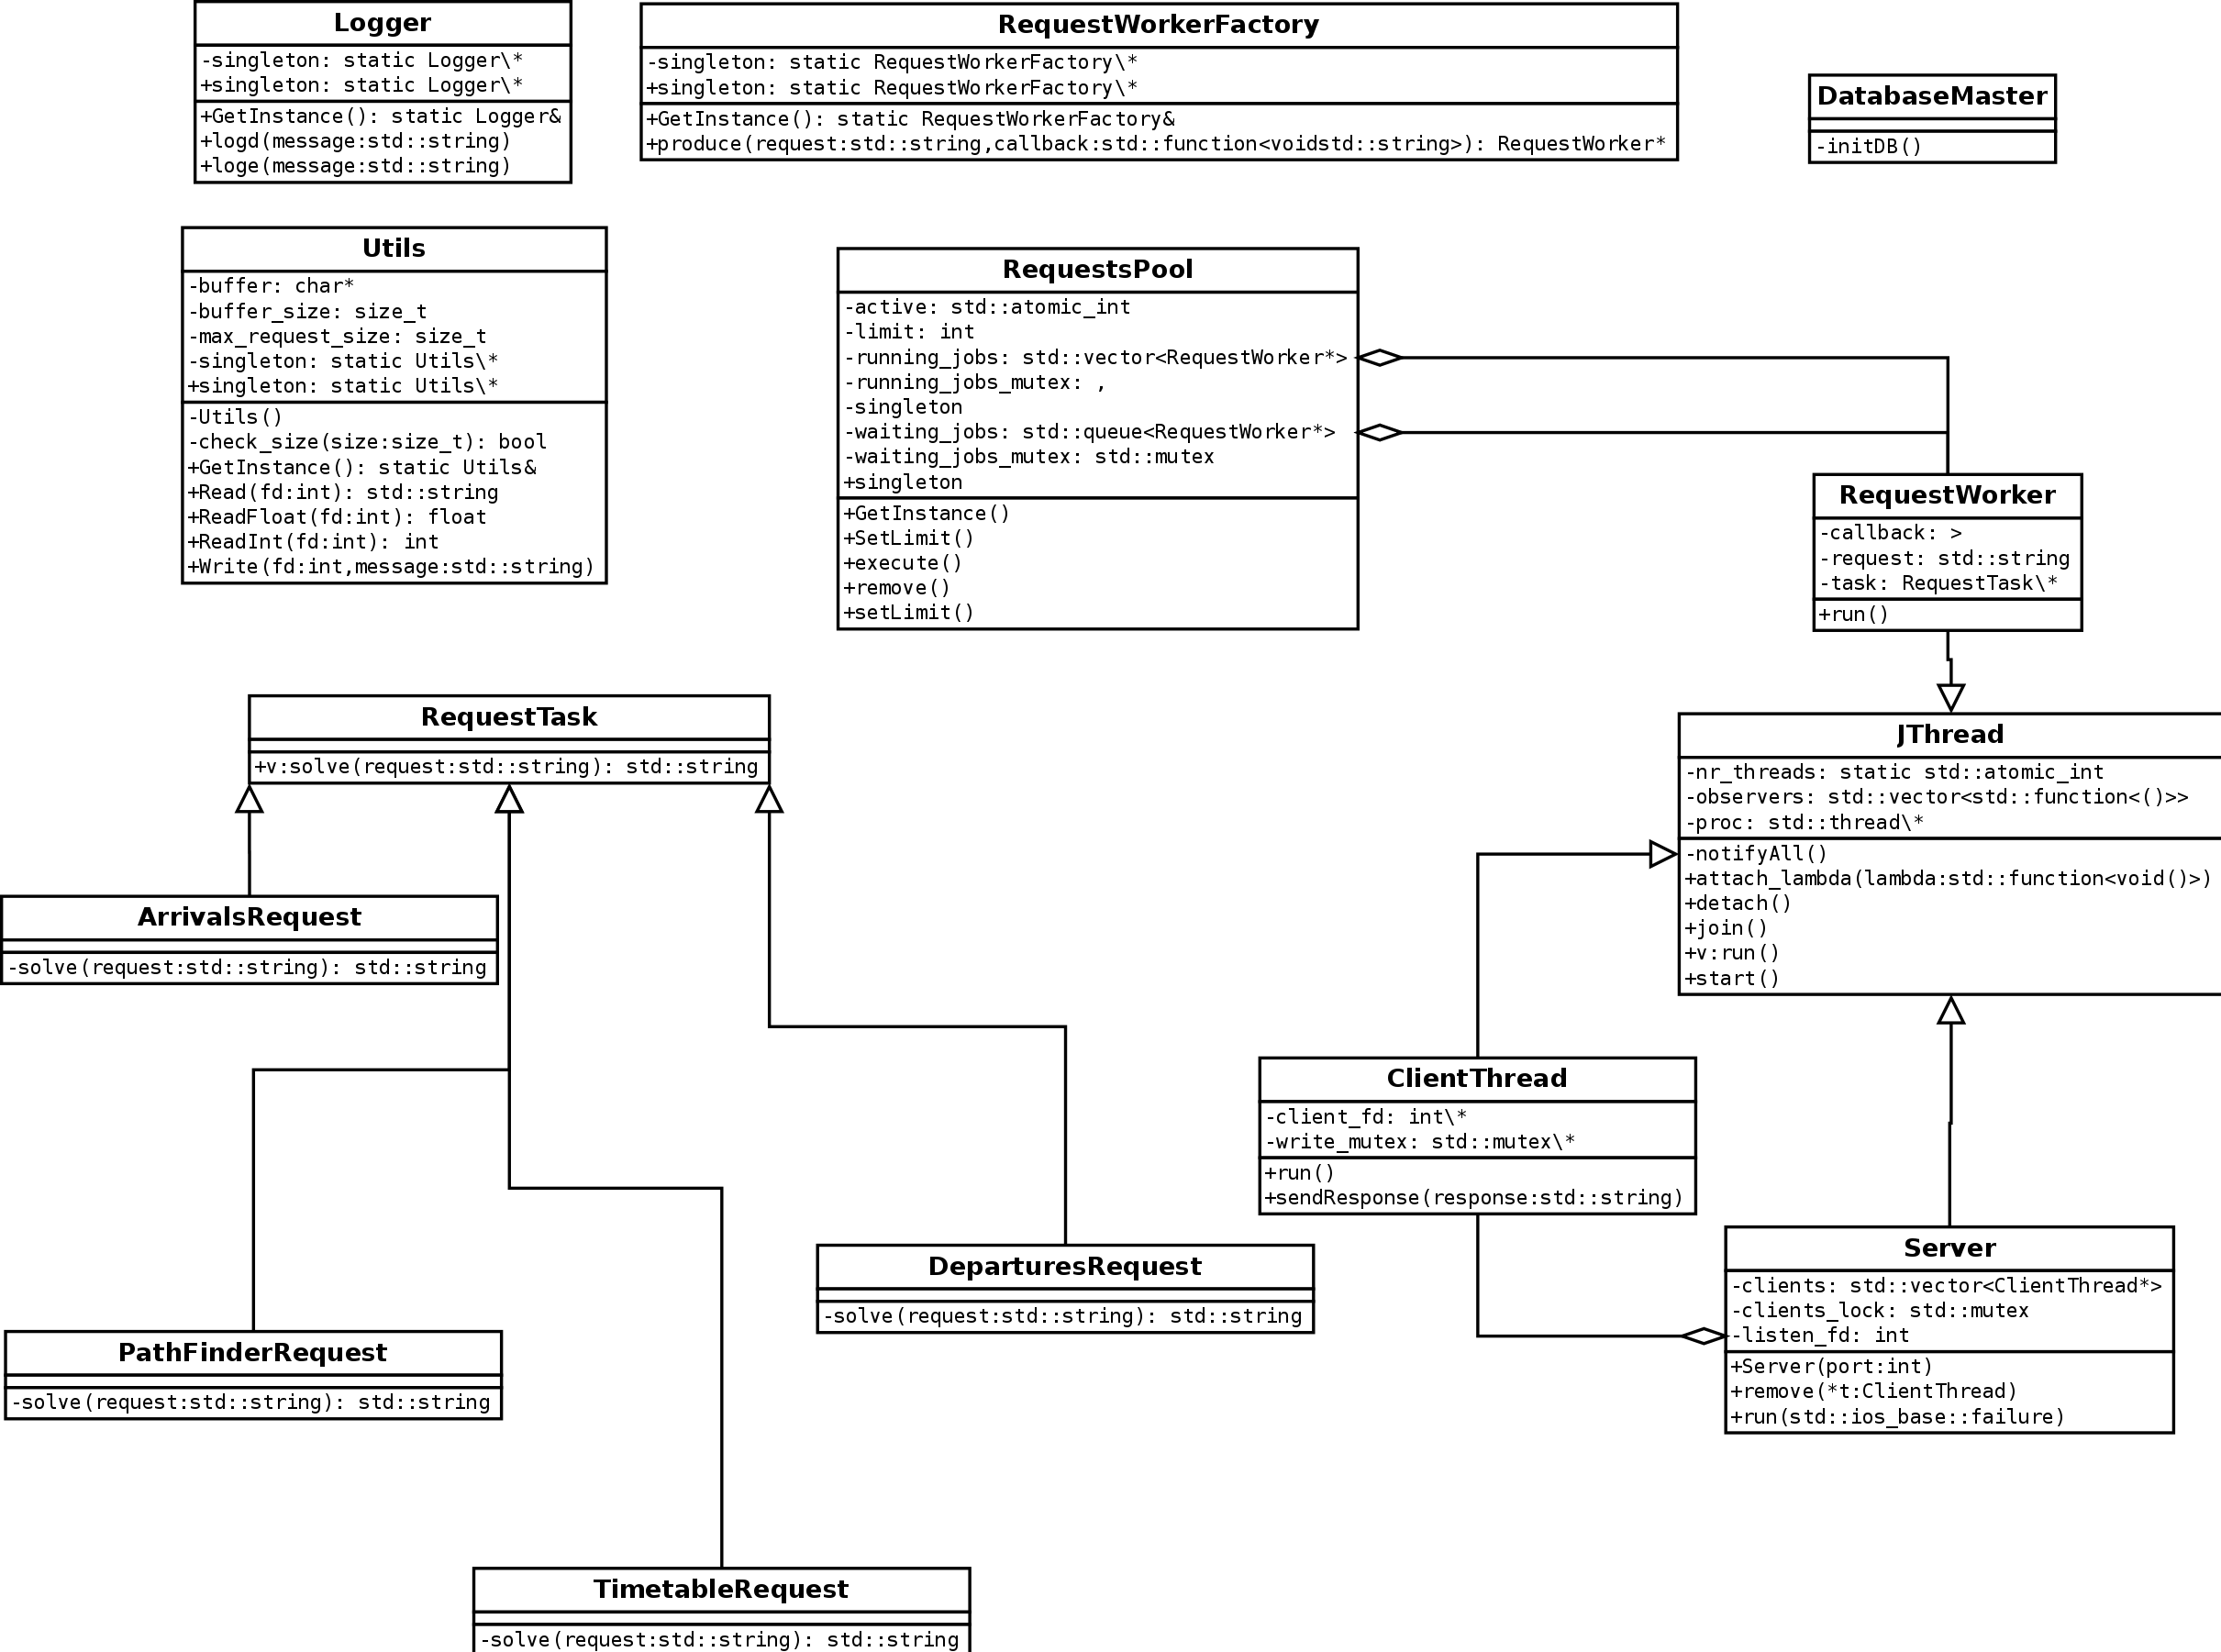 Logger
-singleton: static Logger\*
+singleton: static Logger\*
+GetInstance(): static Logger&
+logd(message:std::string)
+loge(message:std::string)
RequestWorkerFactory
-singleton: static RequestWorkerFactory\*
+singleton: static RequestWorkerFactory\*
+GetInstance(): static RequestWorkerFactory&
+produce(request:std::string,callback:std::function<voidstd::string>): RequestWorker*
DatabaseMaster
-initDB()
Utils
-buffer: char*
-buffer_size: size_t
-max_request_size: size_t
-singleton: static Utils\*
+singleton: static Utils\*
-Utils()
-check_size(size:size_t): bool
+GetInstance(): static Utils&
+Read(fd:int): std::string
+ReadFloat(fd:int): float
+ReadInt(fd:int): int
+Write(fd:int,message:std::string)
RequestsPool
-active: std::atomic_int
-limit: int
-running_jobs: std::vector<RequestWorker*>
-running_jobs_mutex: ,
-singleton
-waiting_jobs: std::queue<RequestWorker*>
-waiting_jobs_mutex: std::mutex
+singleton
+GetInstance()
+SetLimit()
+execute()
+remove()
+setLimit()
RequestWorker
-callback: >
-request: std::string
-task: RequestTask\*
+run()
RequestTask
+v:solve(request:std::string): std::string
JThread
-nr_threads: static std::atomic_int
-observers: std::vector<std::function<()>>
-proc: std::thread\*
-notifyAll()
+attach_lambda(lambda:std::function<void()>)
+detach()
+join()
+v:run()
+start()
ArrivalsRequest
-solve(request:std::string): std::string
ClientThread
-client_fd: int\*
-write_mutex: std::mutex\*
+run()
+sendResponse(response:std::string)
DeparturesRequest
-solve(request:std::string): std::string
Server
-clients: std::vector<ClientThread*>
-clients_lock: std::mutex
-listen_fd: int
+Server(port:int)
+remove(*t:ClientThread)
+run(std::ios_base::failure)
PathFinderRequest
-solve(request:std::string): std::string
TimetableRequest
-solve(request:std::string): std::string